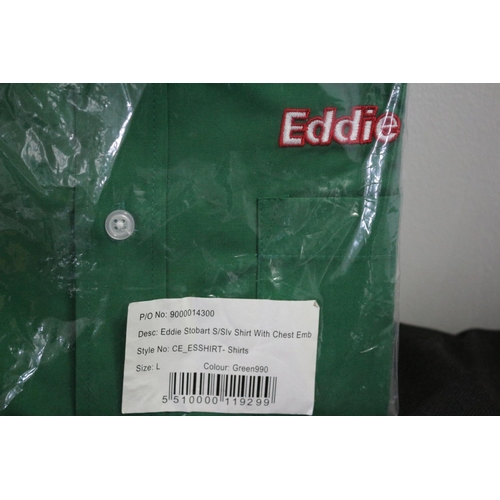 Eddie
P/O No: 9000014300
Desc: Eddie Stobart S/Slv Shirt With Chest Emb
Style No: CE_ESSHIRT- Shirts
Size: L Colour: Green990
5 510000 119299